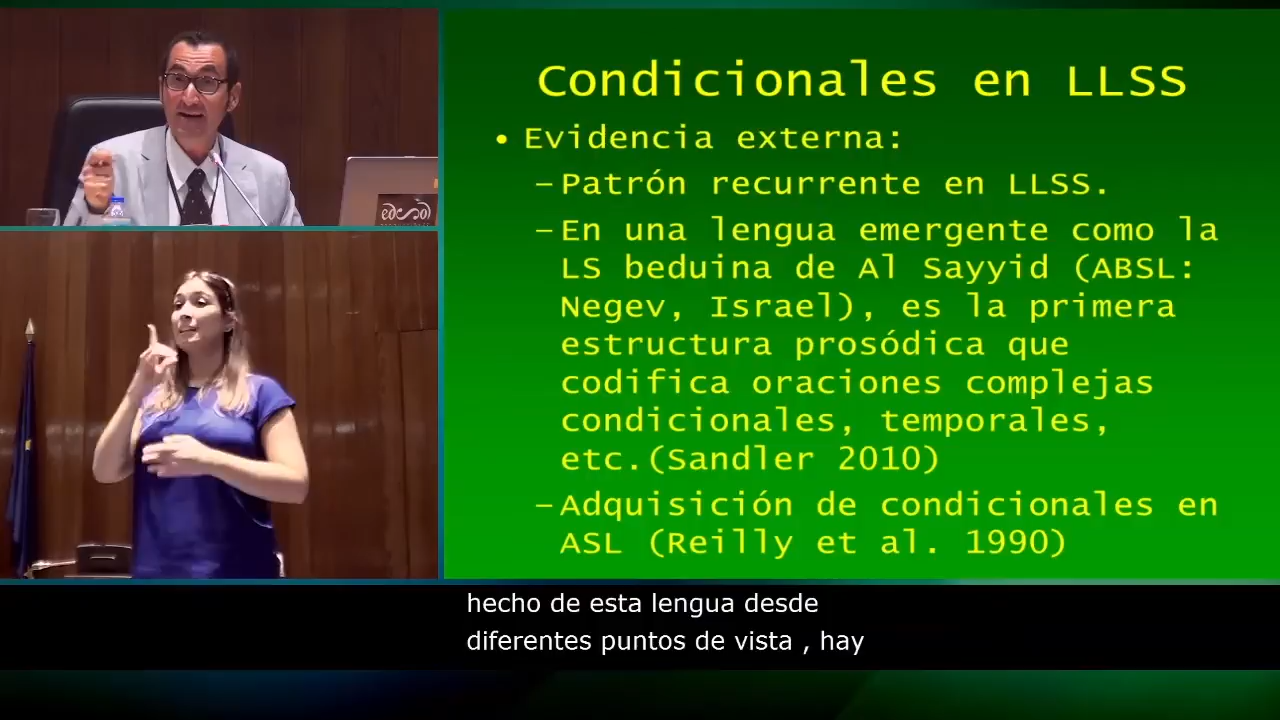 Condicionales en LLSS
• Evidencia externa:
–Patrón recurrente en LLSS.
–En una lengua emergente como la
LS beduina de Al Sayyid (ABSL:
Negev, Israel), es la primera
estructura prosódica que
codifica oraciones complejas
condicionales, temporales,
etc.(Sandler 2010)
–Adquisición de condicionales en
ASL (Reilly et al. 1990)
hecho de esta lengua desde
diferentes puntos de vista , hay